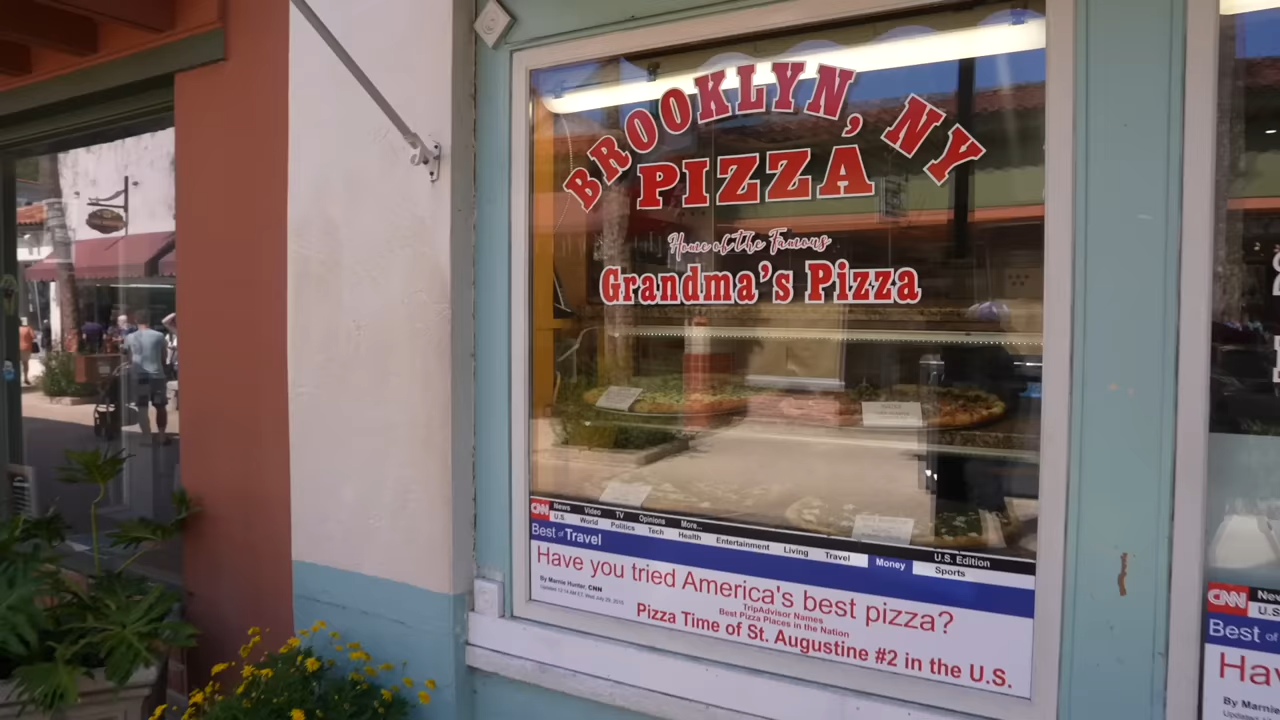 BROOKLYN, NY
PIZZA
Home of the Famous
Grandma's Pizza
CNN
News Video TV Opinions More...
U.S. World Politics Tech Health Entertainment Living Travel Money Sports
U.S. Edition
Best of Travel
Have you tried America's best pizza?
By Marnie Hunter, CNN
TripAdvisor Names
Best Pizza Places in the Nation
Pizza Time of St. Augustine #2 in the U.S.
CNN
New
U.S.
Best of
Hav
By Marnie